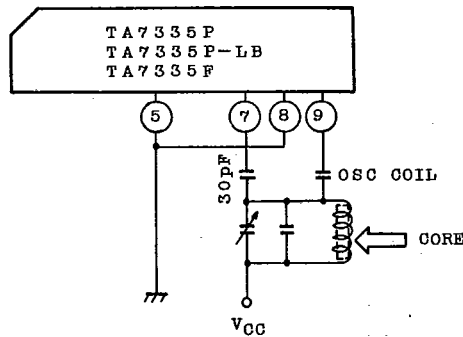 TA7335P
TA7335P-LB
TA7335F
5
7
8
9
30pF
OSC COIL
CORE
VCC